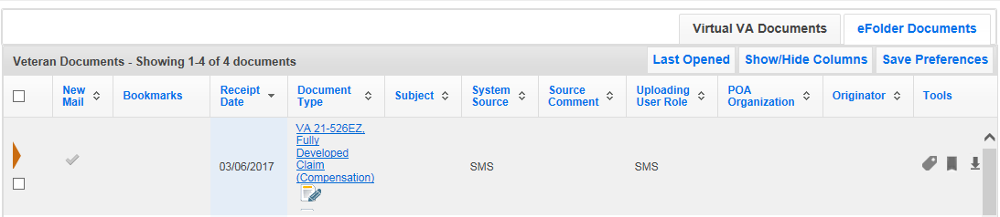 Virtual VA Documents eFolder Documents
Veteran Documents - Showing 1-4 of 4 documents Last Opened Show/Hide Columns Save Preferences
New Mail Bookmarks Receipt Date Document Type Subject System Source Source Comment Uploading User Role POA Organization Originator Tools
VA 21-526EZ,
Fully
Developed
Claim
(Compensation)
03/06/2017 SMS SMS